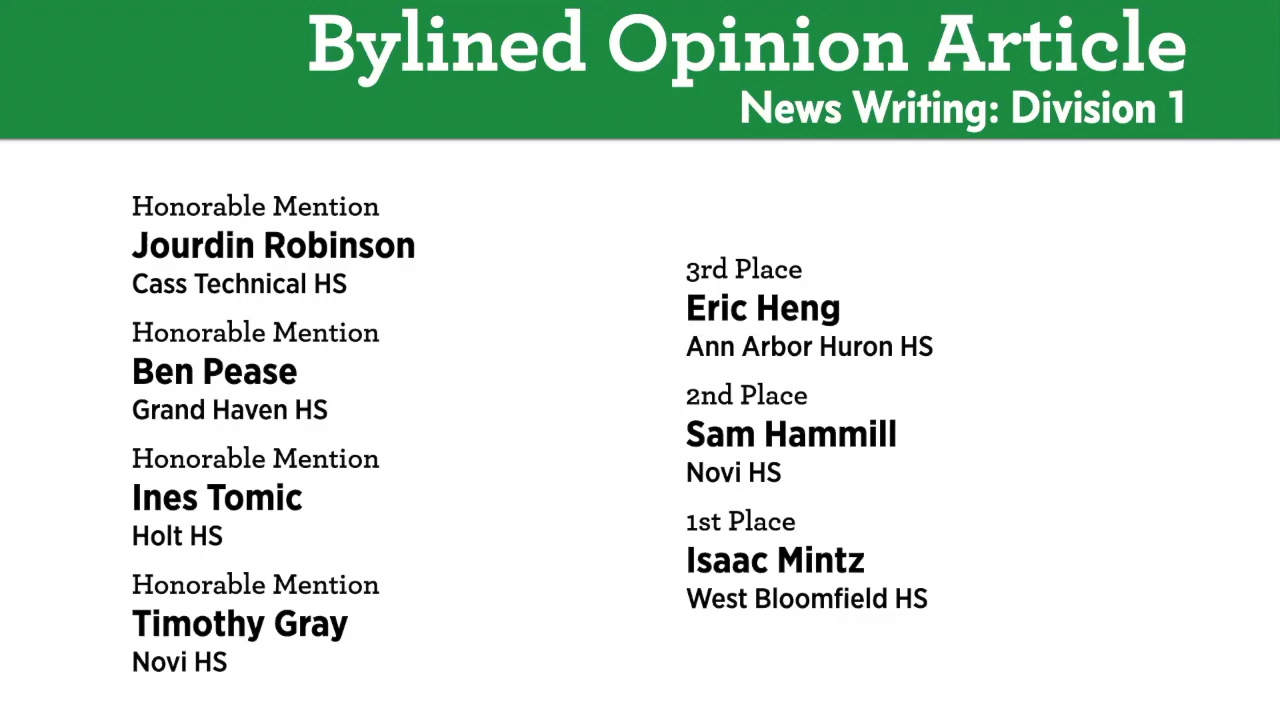 Bylined Opinion Article
News Writing: Division 1
Honorable Mention
Jourdin Robinson
Cass Technical HS
Honorable Mention
Ben Pease
Grand Haven HS
Honorable Mention
Ines Tomic
Holt HS
Honorable Mention
Timothy Gray
Novi HS
3rd Place
Eric Heng
Ann Arbor Huron HS
2nd Place
Sam Hammill
Novi HS
1st Place
Isaac Mintz
West Bloomfield HS